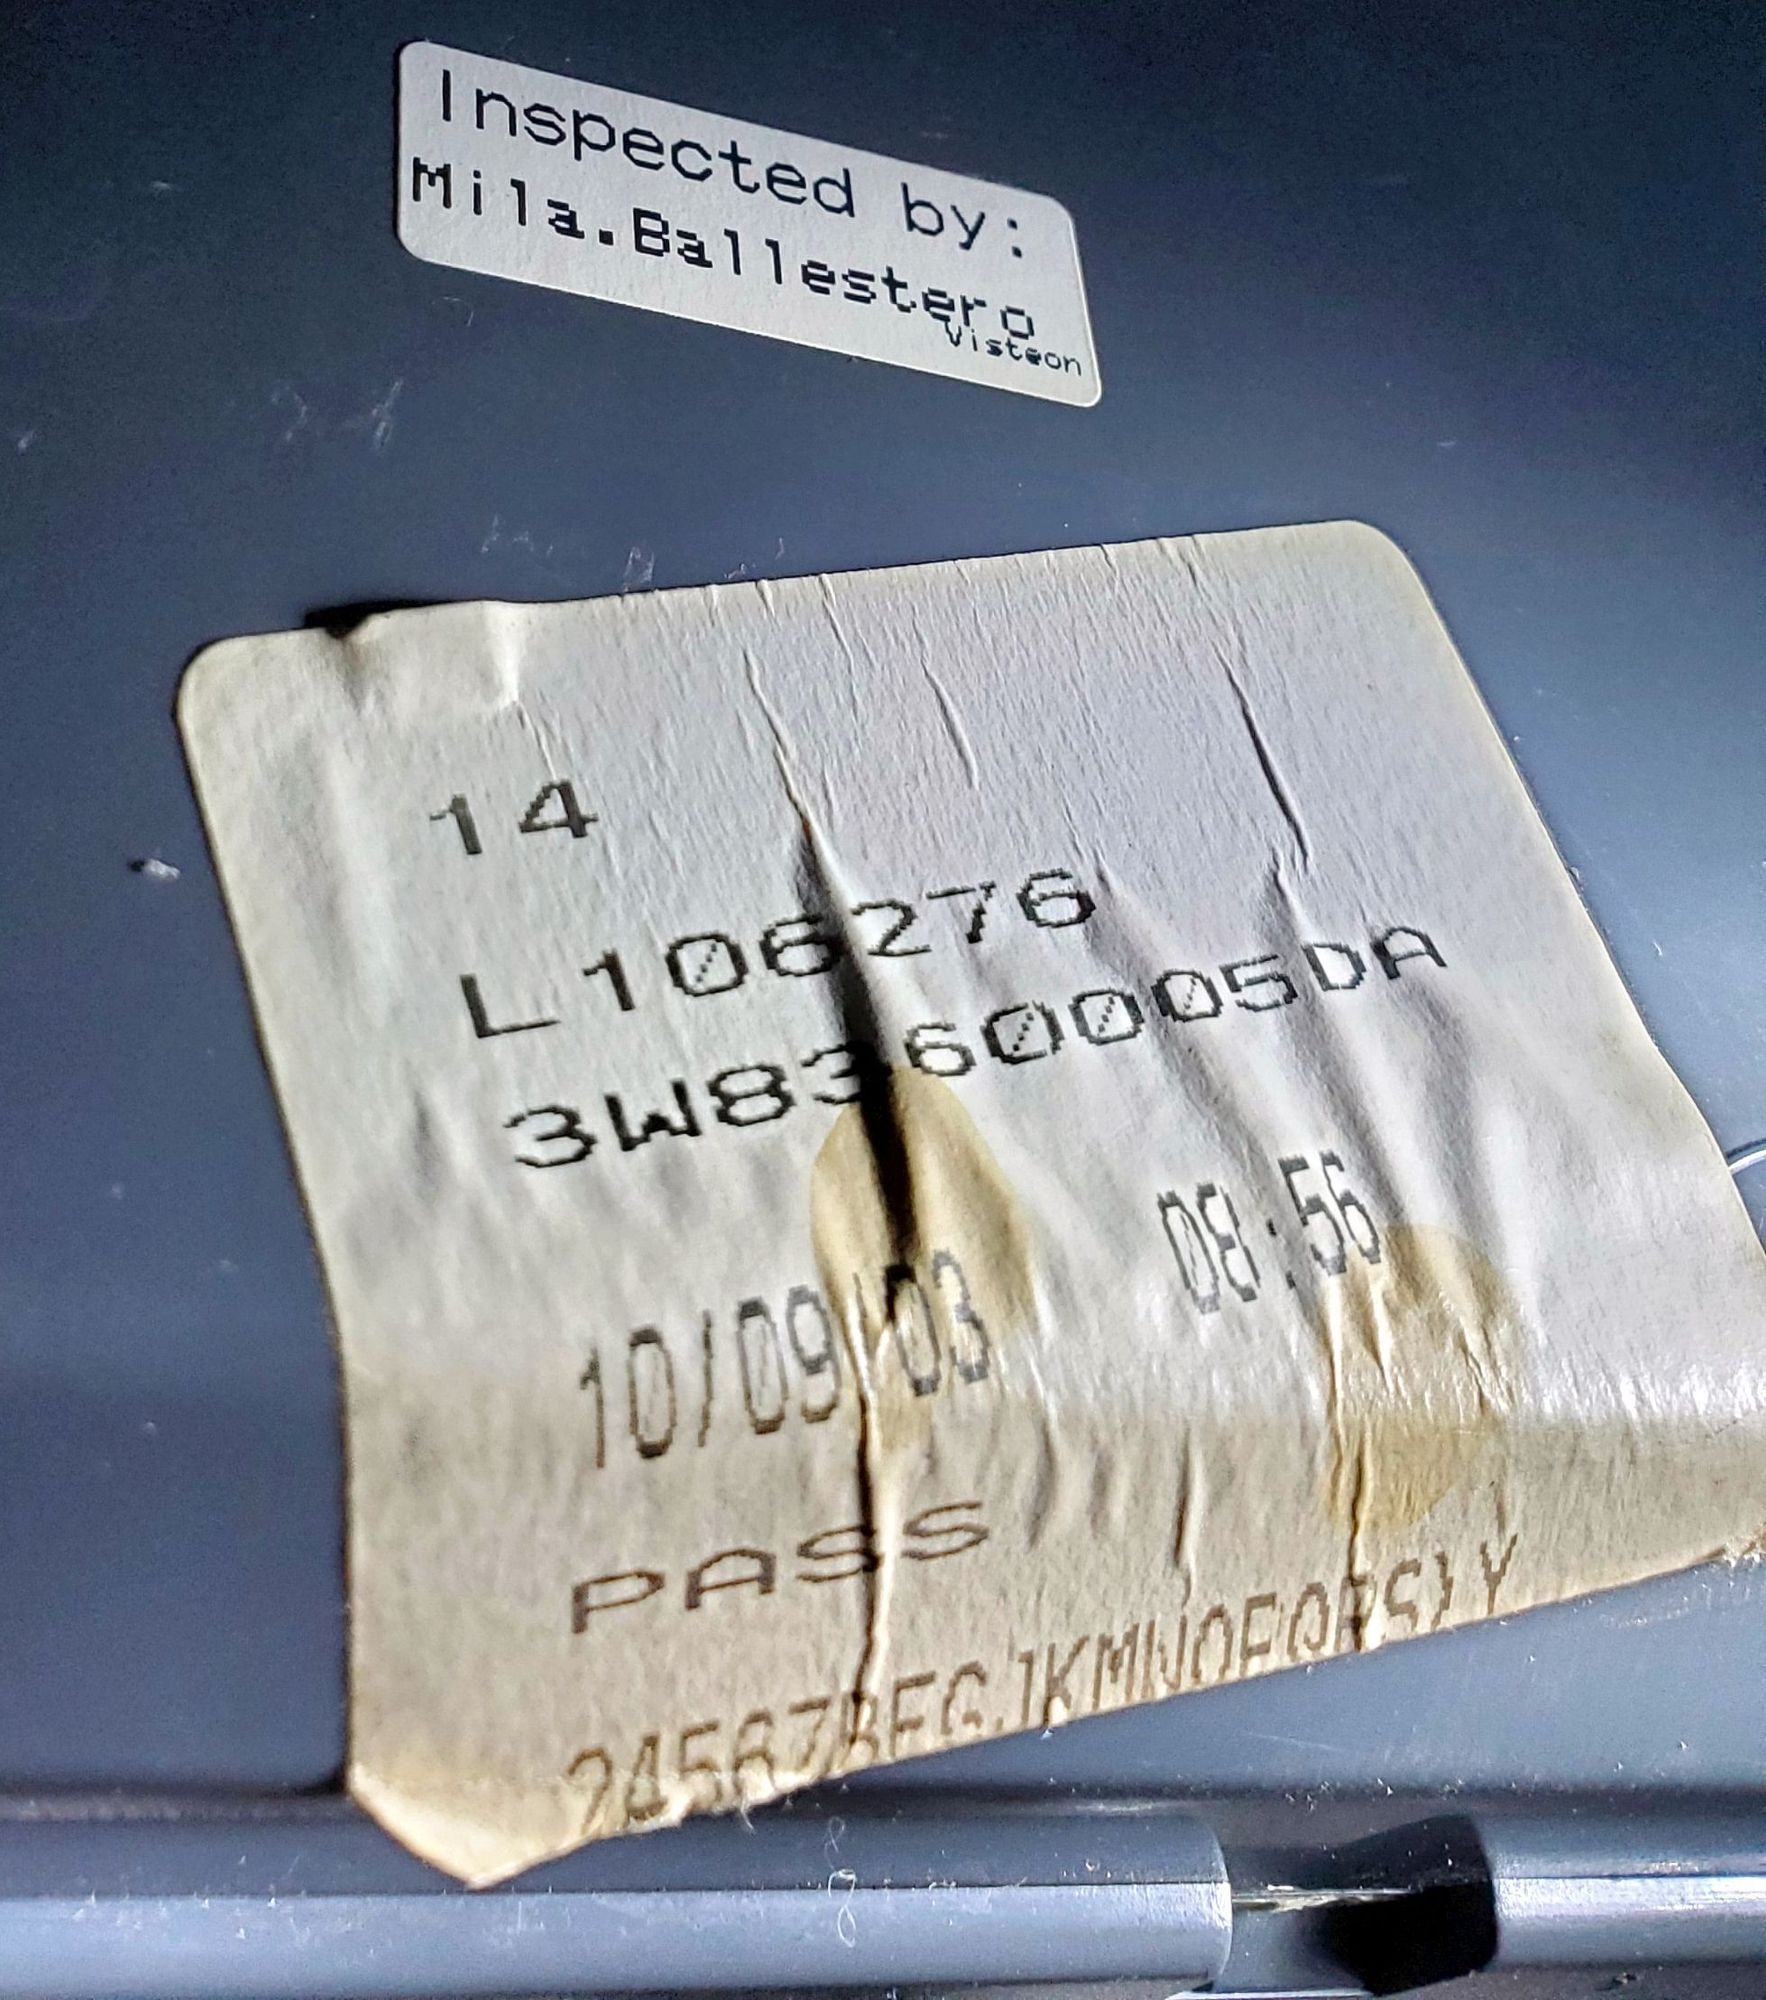 Inspected by:
Mila.Ballestero
Visteon
14
L106276
3W8360005DA
10/09/03 08:56
PASS